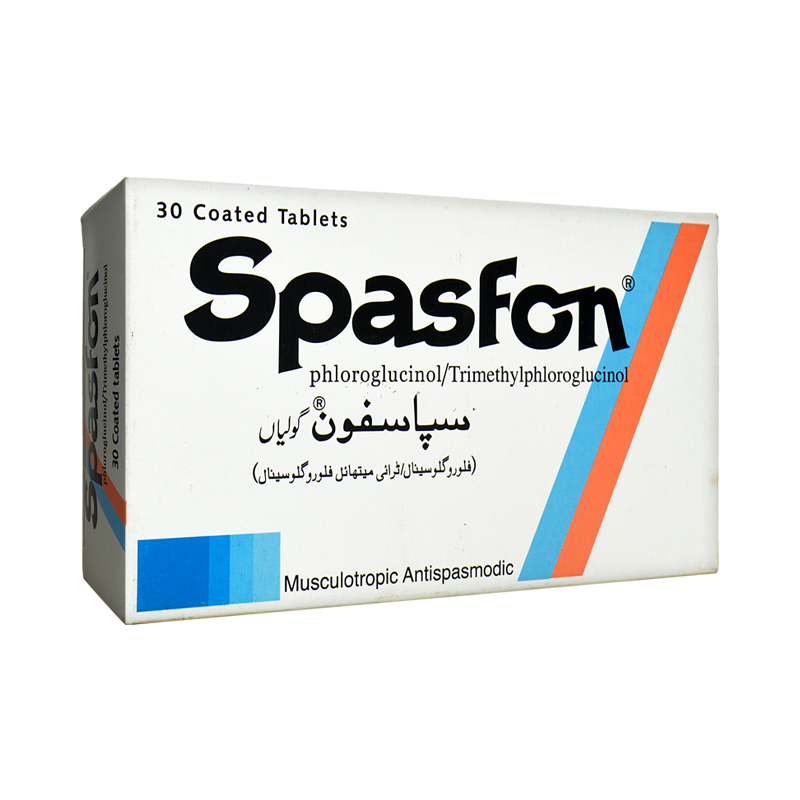 30 Coated Tablets
Spasfon®
phloroglucinol/Trimethylphloroglucinol
سپاسفون® گولیاں
(فلوروگلوسینال/ٹرائی میتھائل فلوروگلوسینال)
Musculotropic Antispasmodic
Spasfon
phloroglucinol/Trimethylphloroglucinol
30 Coated tablets